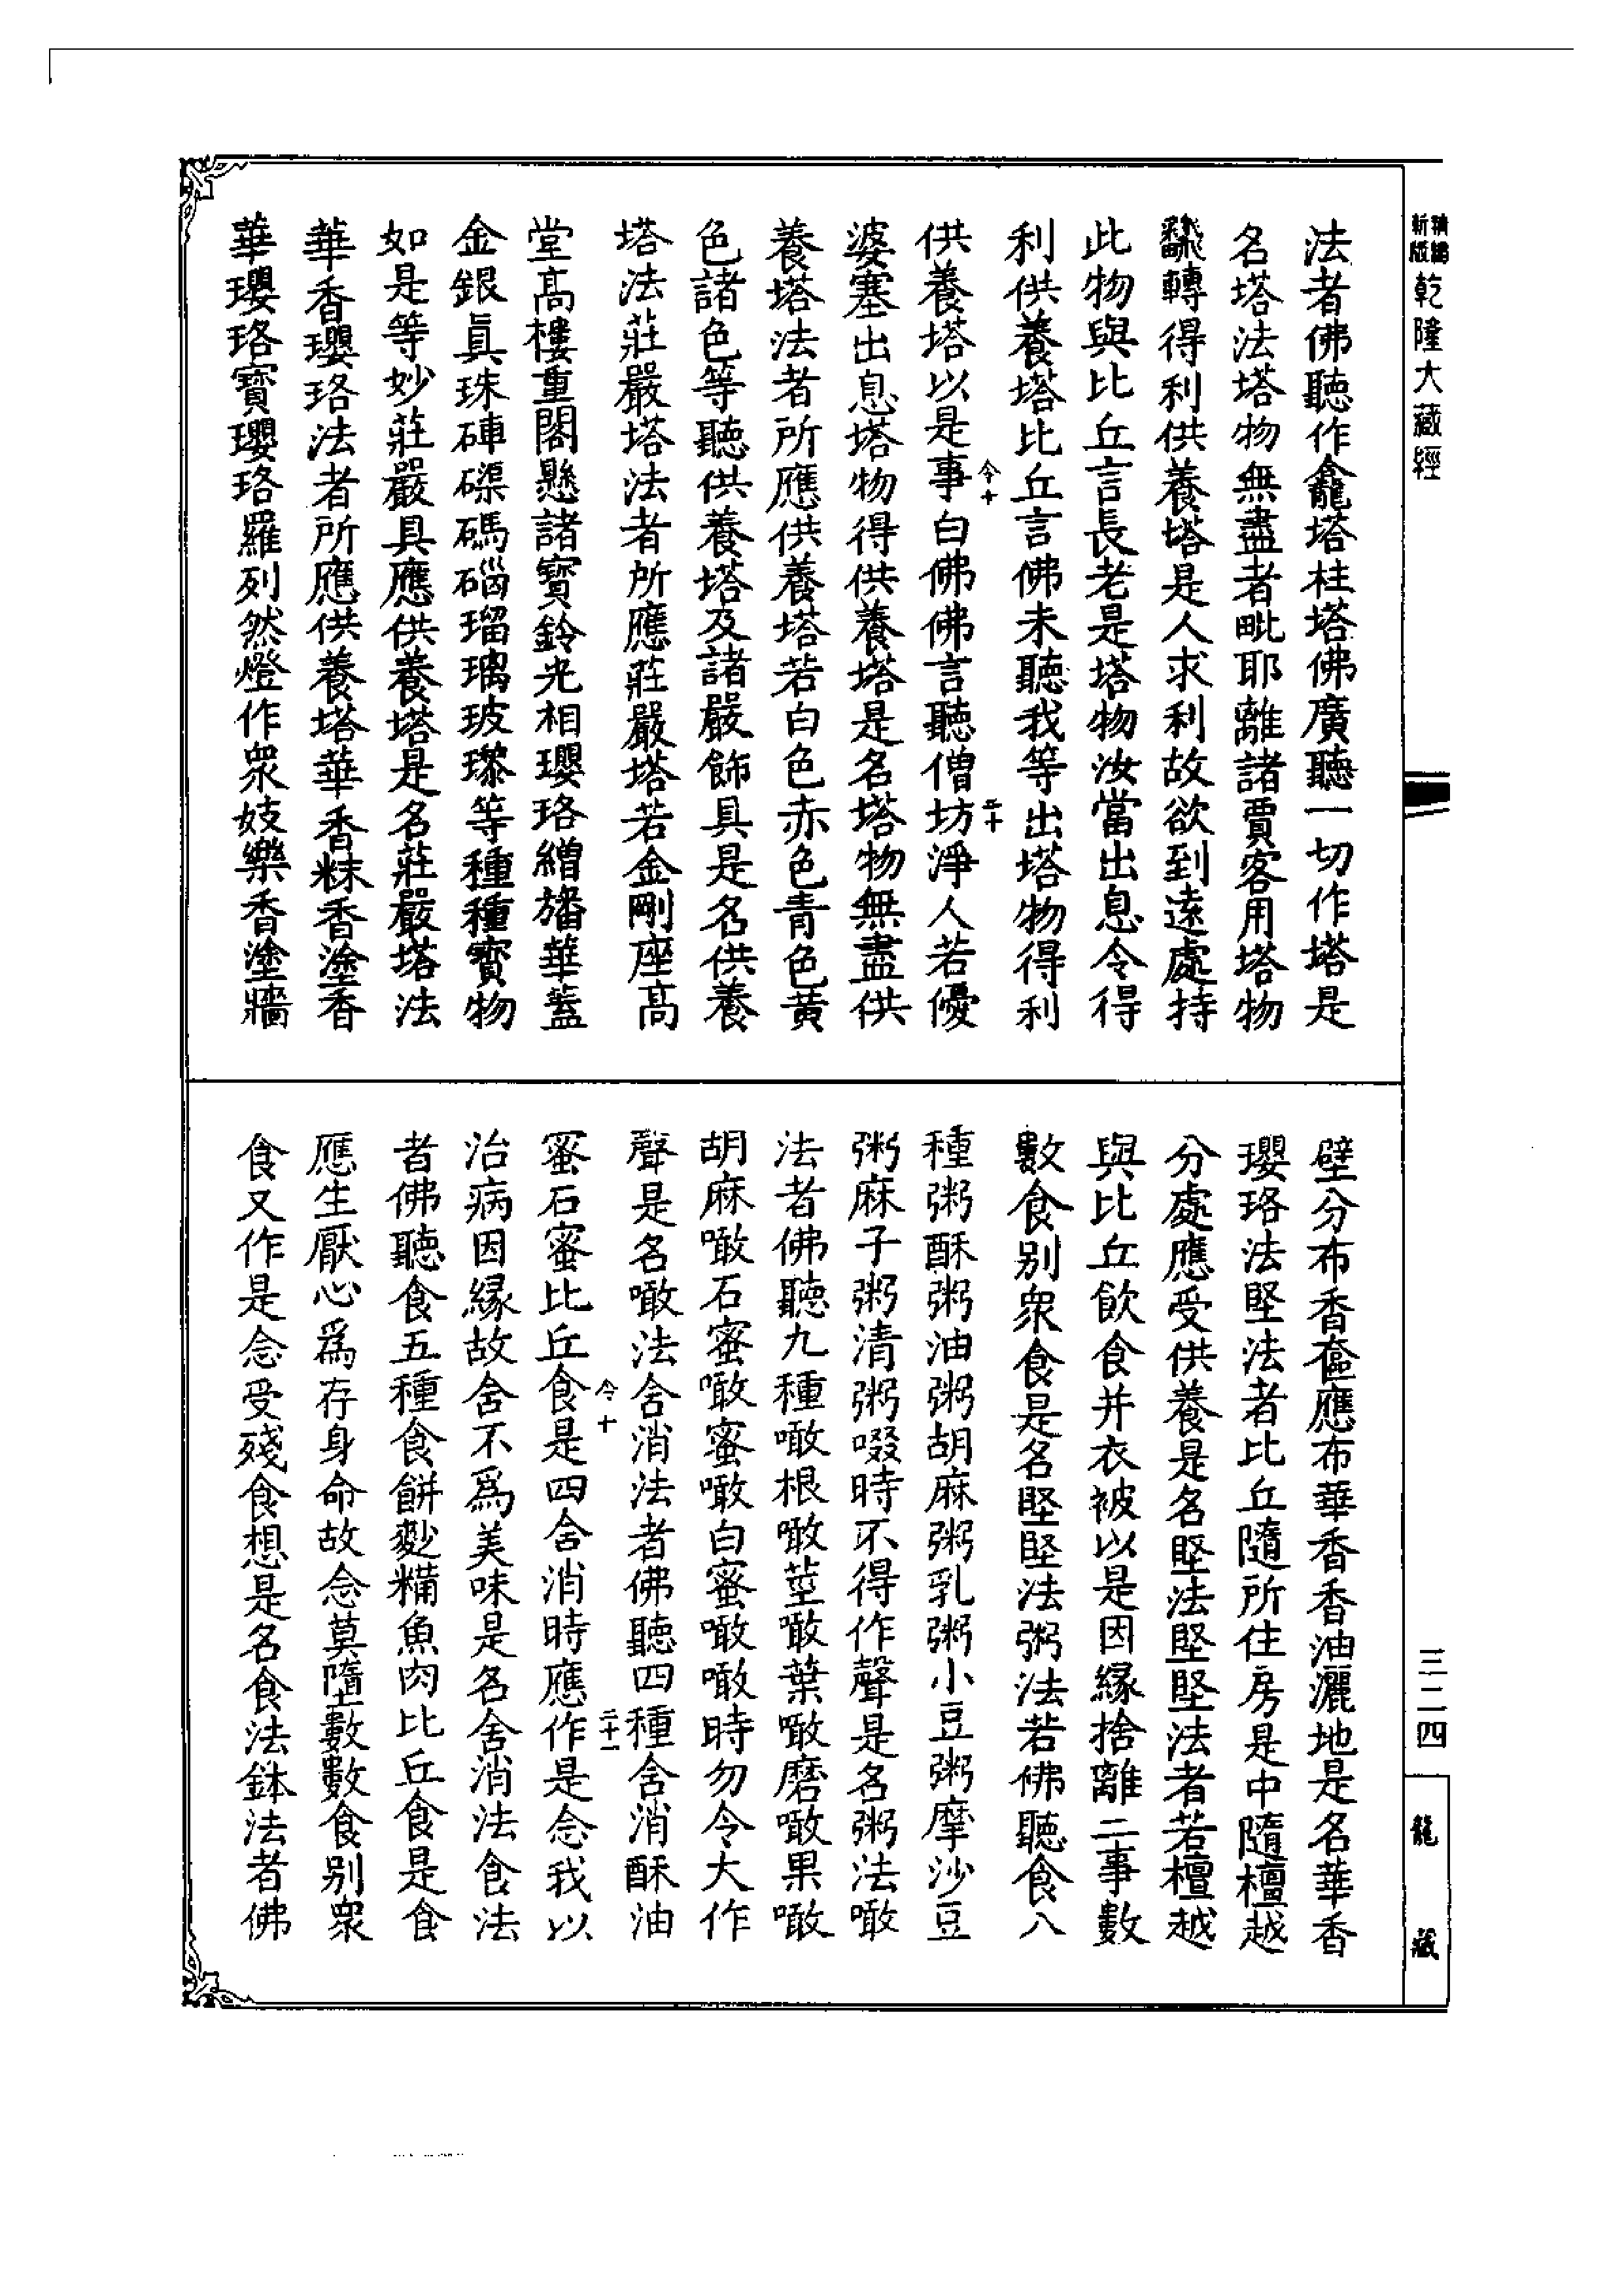 新版精編乾隆大藏經
三二四
龍藏
法者佛聽作龕塔柱塔佛廣聽一切作塔是
名塔法塔物無盡者毗耶離諸賈客用塔物
翻轉得利供養塔是人求利故欲到遠處持
此物與比丘言長老是塔物汝當出息令得
利供養塔比丘言佛未聽我等出塔物得利
今十 二十
供養塔以是事白佛佛言聽僧坊淨人若優
婆塞出息塔物得供養塔是名塔物無盡供
養塔法者所應供養塔若白色赤色青色黃
色諸色等聽供養塔及諸嚴飾具是名供養
塔法莊嚴塔法者所應莊嚴塔若金剛座高
堂高樓重閣懸諸寶鈴光相瓔珞繒旛華蓋
金銀眞珠硨磲碼碯瑠璃玻瓈等種種寶物
如是等妙莊嚴具應供養塔是名莊嚴塔法
華香瓔珞法者所應供養塔華香粖香塗香
華瓔珞寶瓔珞羅列然燈作衆妓樂香塗牆
壁分布香奩應布華香香油灑地是名華香
瓔珞法堅法者比丘隨所住房是中隨檀越
分處應受供養是名堅法堅堅法者若檀越
與比丘飲食并衣被以是因緣捨離二事數
數食别衆食是名堅堅法粥法若佛聽食八
種粥酥粥油粥胡麻粥乳粥小豆粥摩沙豆
粥麻子粥清粥啜時不得作聲是名粥法噉
法者佛聽九種噉根噉莖噉葉噉磨噉果噉
胡麻噉石蜜噉蜜噉白蜜噉噉時勿令大作
聲是名噉法含消法者佛聽四種含消酥油
今十 二十一
蜜石蜜比丘食是四含消時應作是念我以
治病因緣故含不爲美味是名含消法食法
者佛聽食五種食餅麨糒魚肉比丘食是食
應生厭心爲存身命故念莫墮數數食别衆
食又作是念受殘食想是名食法鉢法者佛